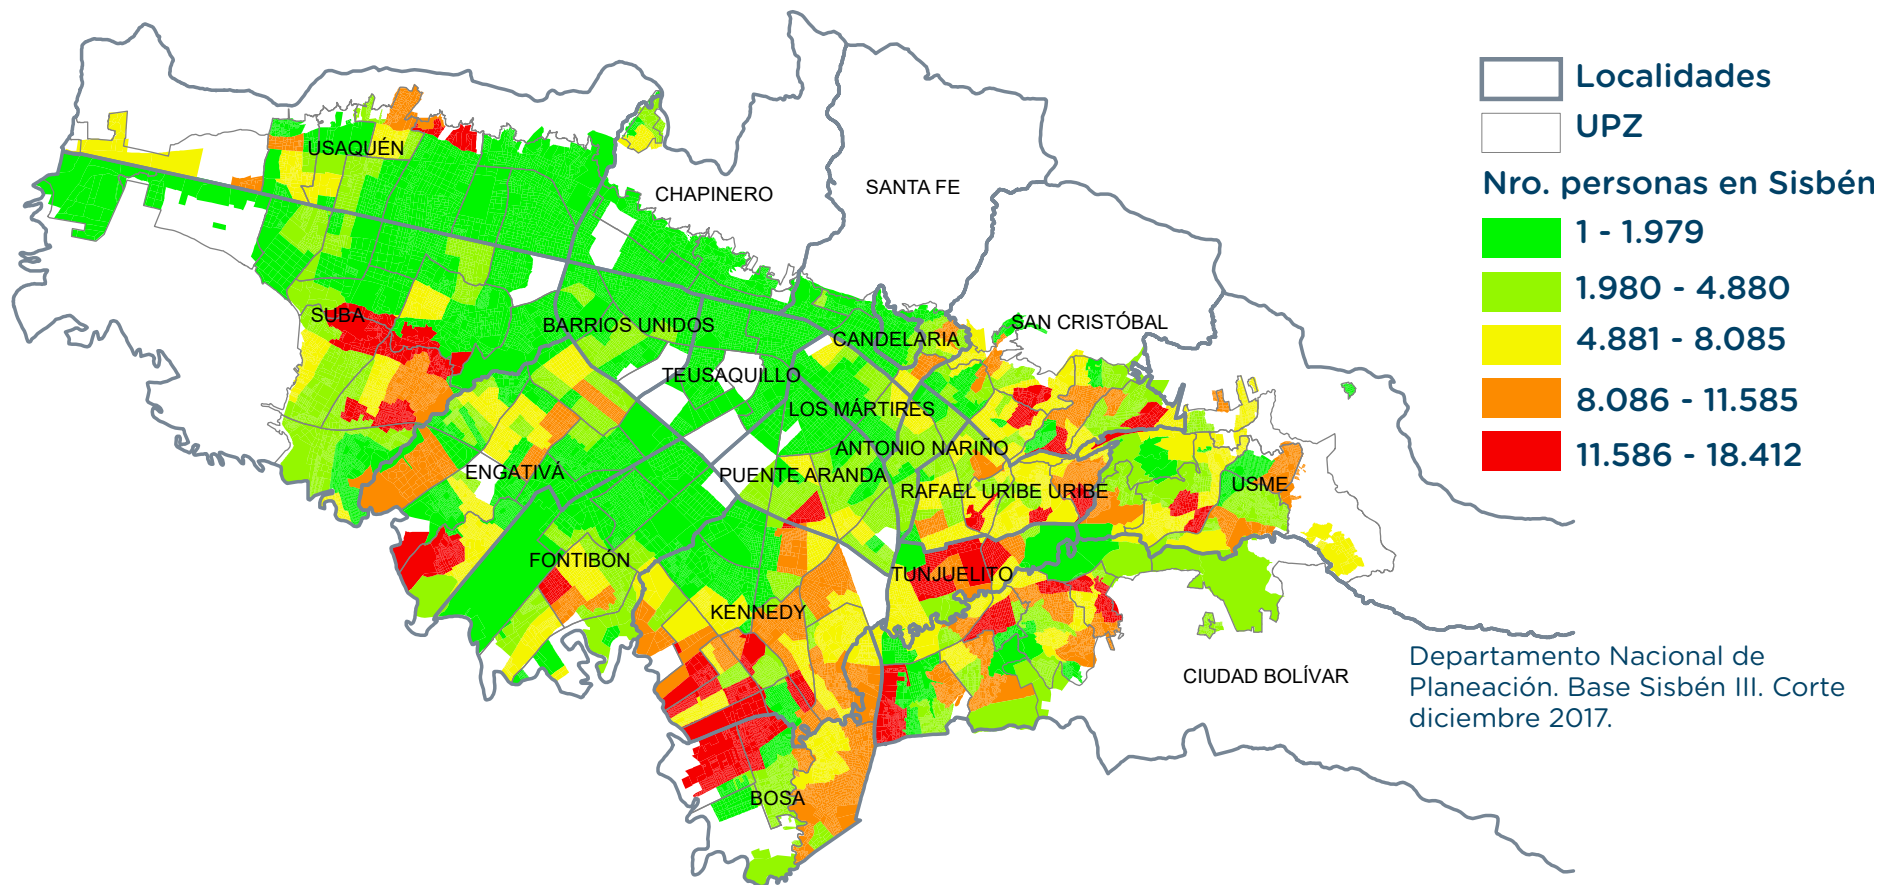 Localidades
UPZ
Nro. personas en Sisbén
1 - 1.979
1.980 - 4.880
4.881 - 8.085
8.086 - 11.585
11.586 - 18.412
USAQUÉN
CHAPINERO
SANTA FE
SUBA
BARRIOS UNIDOS
CANDELARIA
SAN CRISTÓBAL
TEUSAQUILLO
LOS MÁRTIRES
ANTONIO NARIÑO
ENGATIVÁ
PUENTE ARANDA
RAFAEL URIBE URIBE
USME
FONTIBÓN
TUNJUELITO
KENNEDY
CIUDAD BOLÍVAR
BOSA
Departamento Nacional de
Planeación. Base Sisbén III. Corte
diciembre 2017.